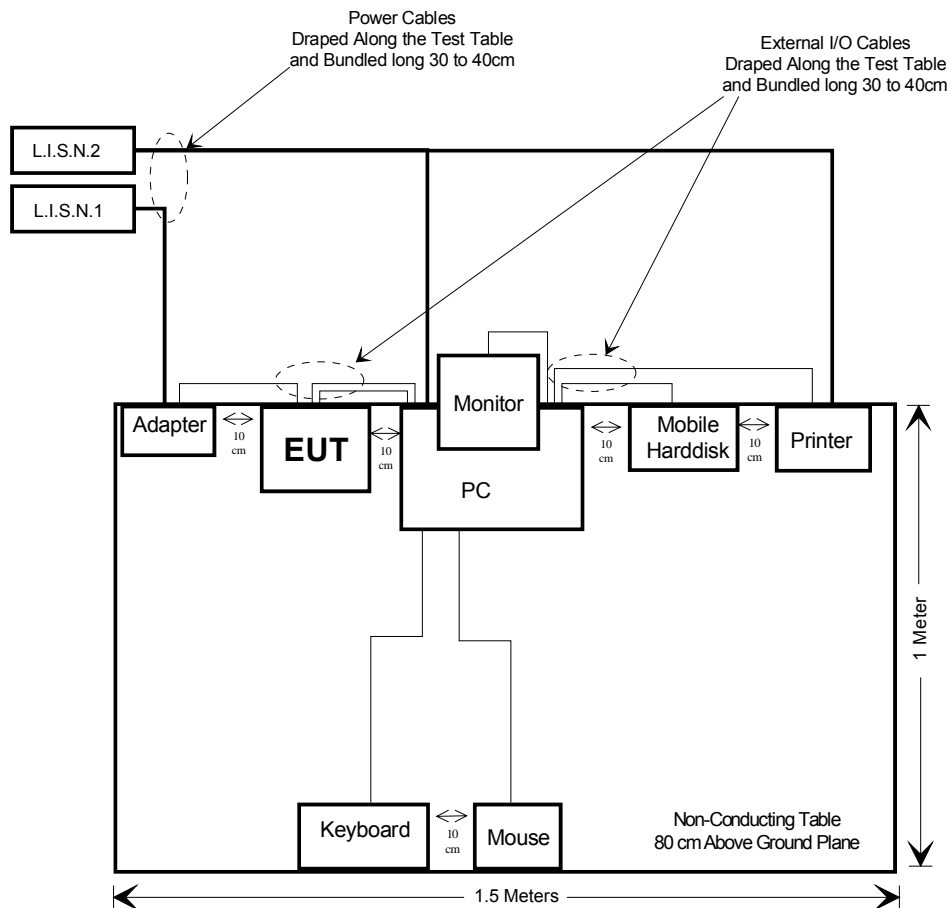 Power Cables
Draped Along the Test Table
and Bundled long 30 to 40cm
External I/O Cables
Draped Along the Test Table
and Bundled long 30 to 40cm
L.I.S.N.2
L.I.S.N.1
Adapter
10
cm
EUT
10
cm
Monitor
PC
10
cm
Mobile
Harddisk
10
cm
Printer
1 Meter
Keyboard
10
cm
Mouse
Non-Conducting Table
80 cm Above Ground Plane
1.5 Meters